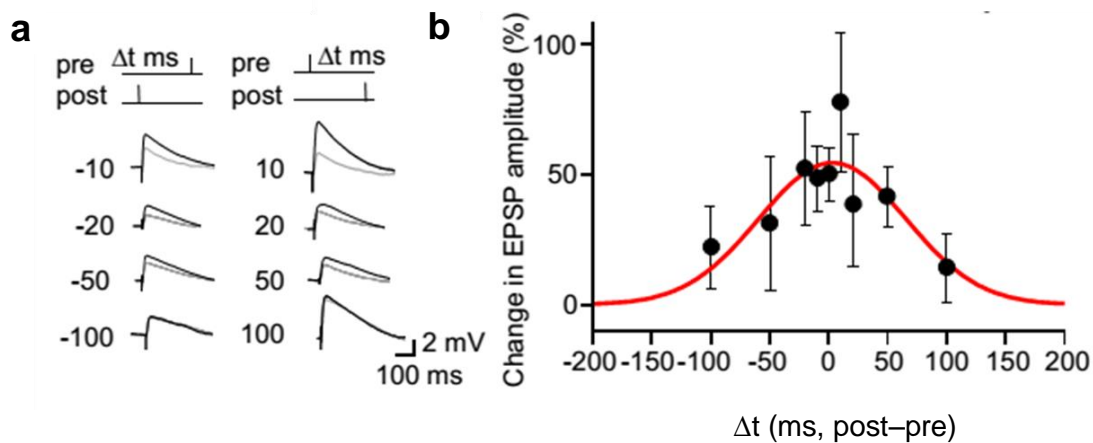 a
pre Δt ms
post
pre Δt ms
post
-10
10
-20
20
-50
50
-100
100
2 mV
100 ms
b
Change in EPSP amplitude (%)
100
50
0
-200 -150 -100 -50 0 50 100 150 200
Δt (ms, post–pre)